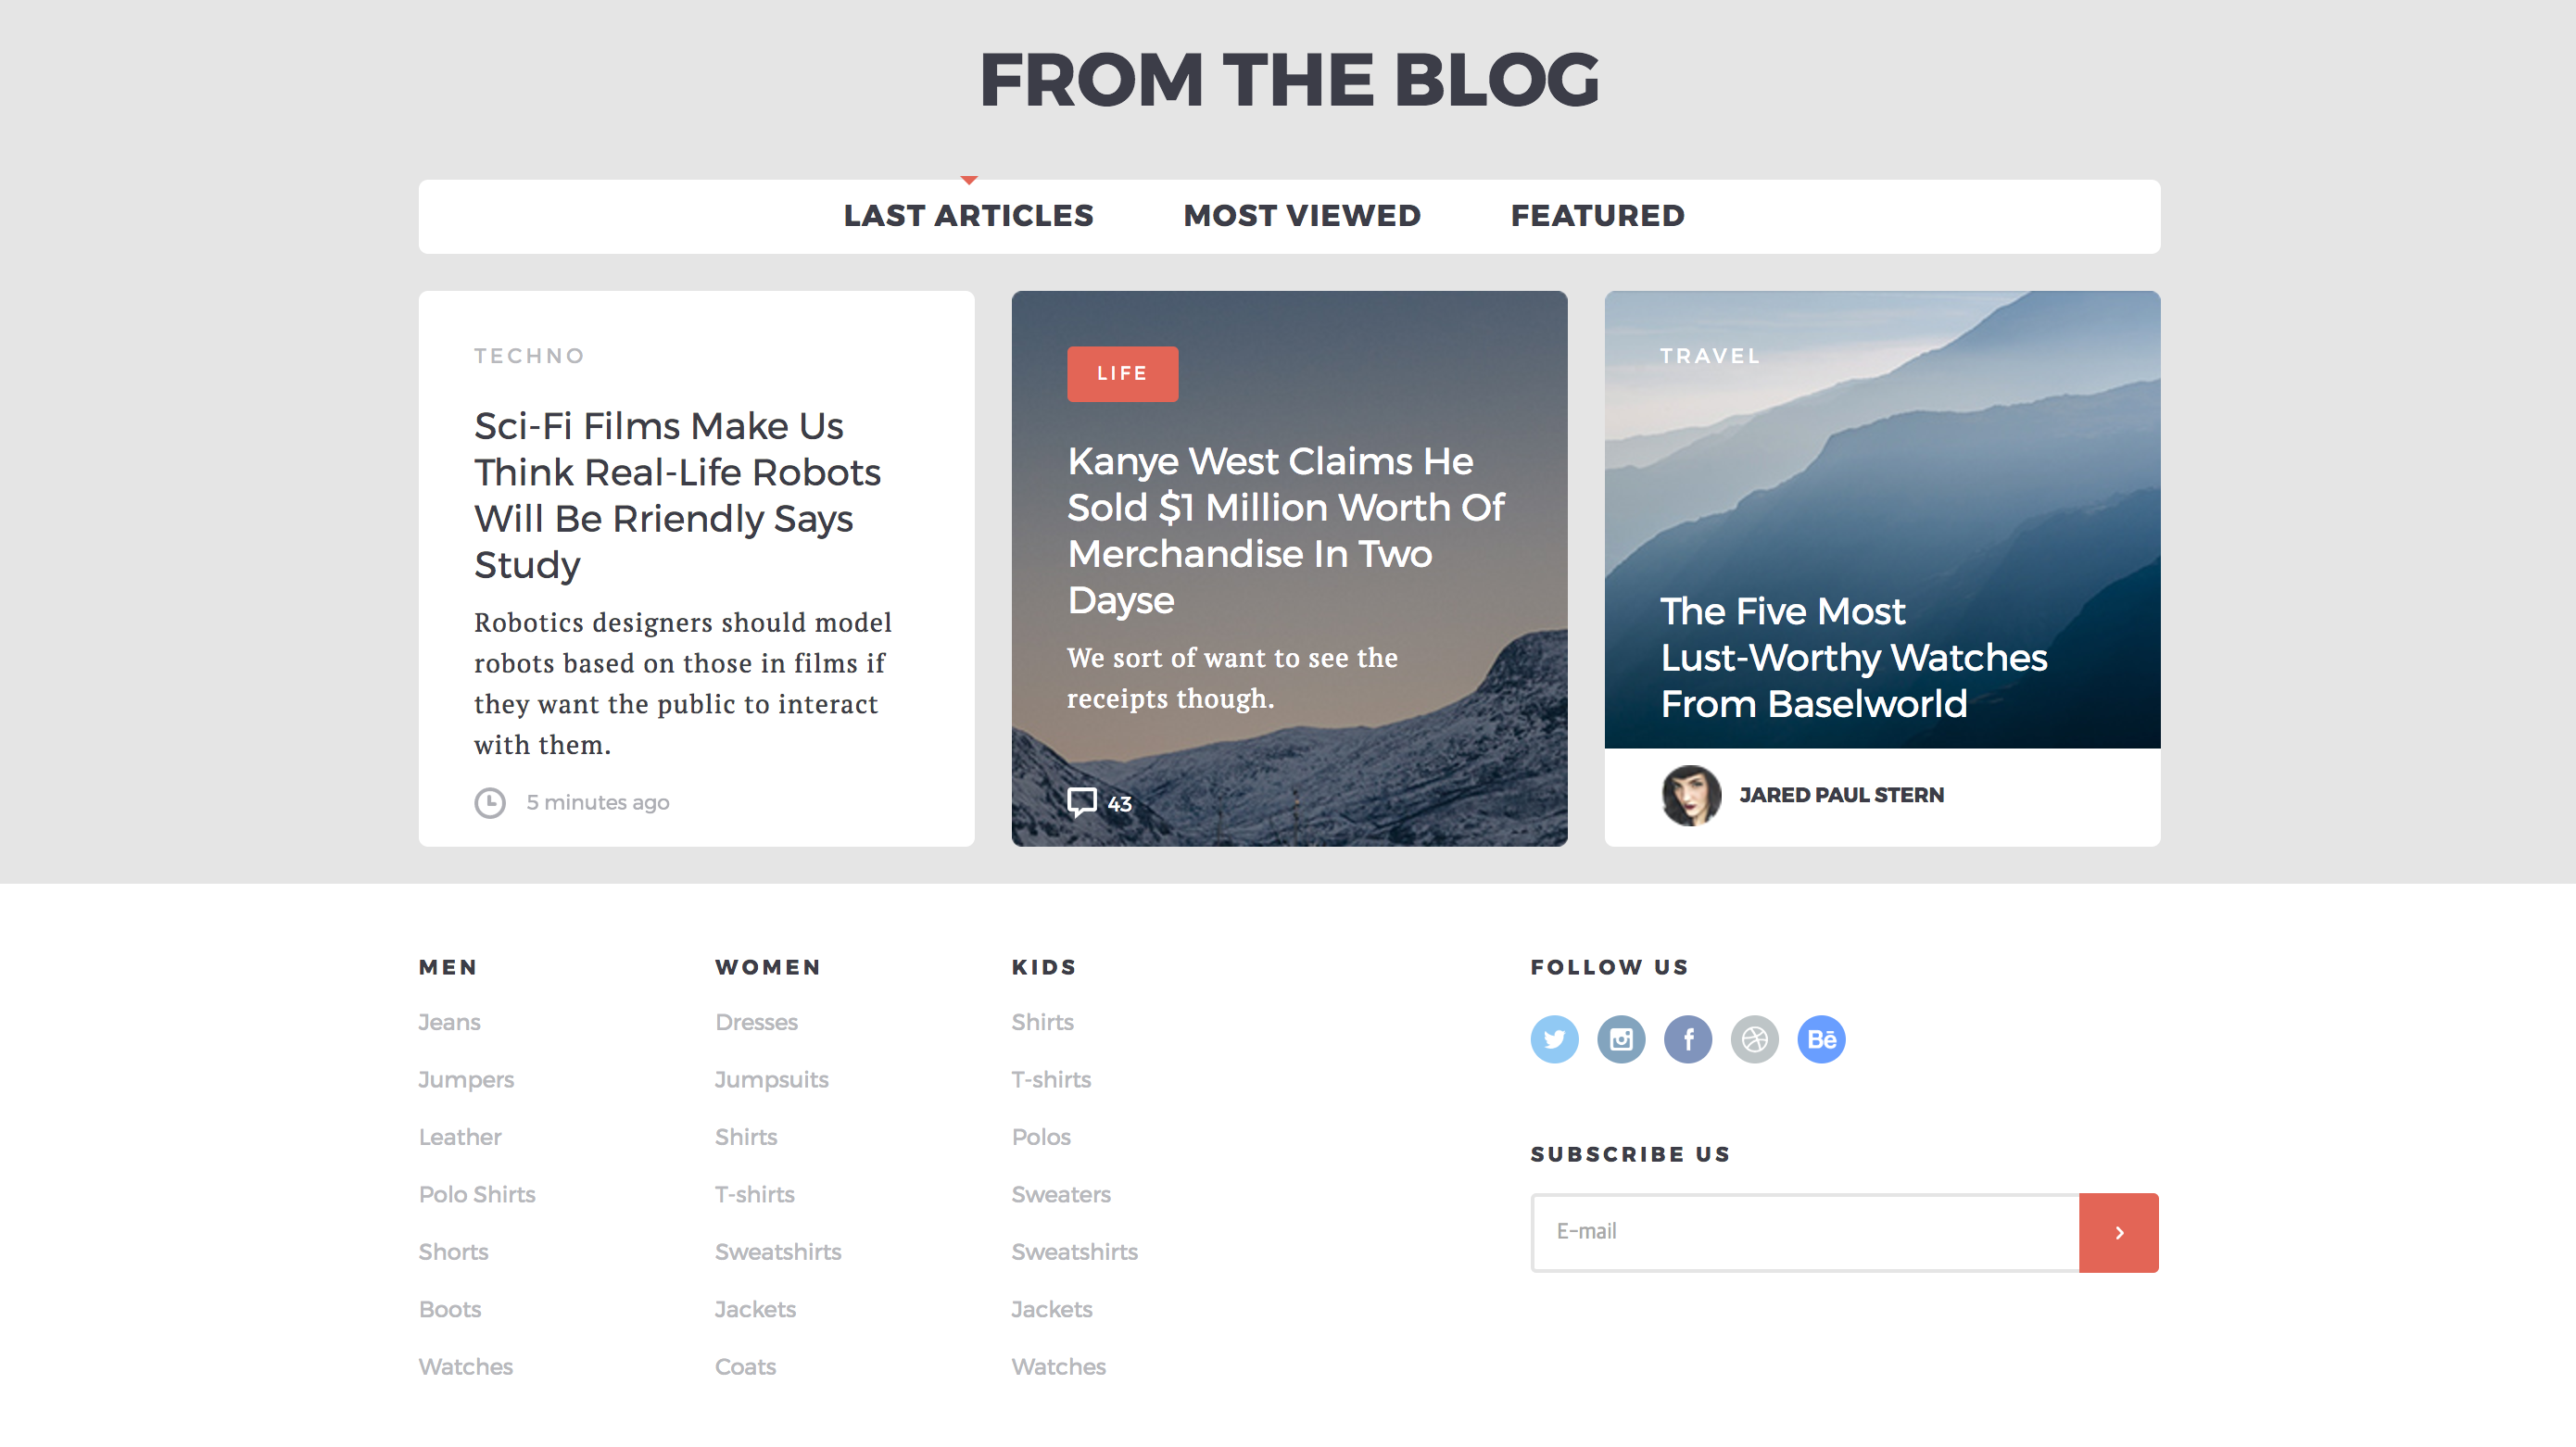 FROM THE BLOG
LAST ARTICLES
MOST VIEWED
FEATURED
TECHNO
Sci-Fi Films Make Us
Think Real-Life Robots
Will Be Rriendly Says
Study
Robotics designers should model
robots based on those in films if
they want the public to interact
with them.
5 minutes ago
LIFE
Kanye West Claims He
Sold $1 Million Worth Of
Merchandise In Two
Dayse
We sort of want to see the
receipts though.
43
TRAVEL
The Five Most
Lust-Worthy Watches
From Baselworld
JARED PAUL STERN
MEN
Jeans
Jumpers
Leather
Polo Shirts
Shorts
Boots
Watches
WOMEN
Dresses
Jumpsuits
Shirts
T-shirts
Sweatshirts
Jackets
Coats
KIDS
Shirts
T-shirts
Polos
Sweaters
Sweatshirts
Jackets
Watches
FOLLOW US
f
Bē
SUBSCRIBE US
E-mail